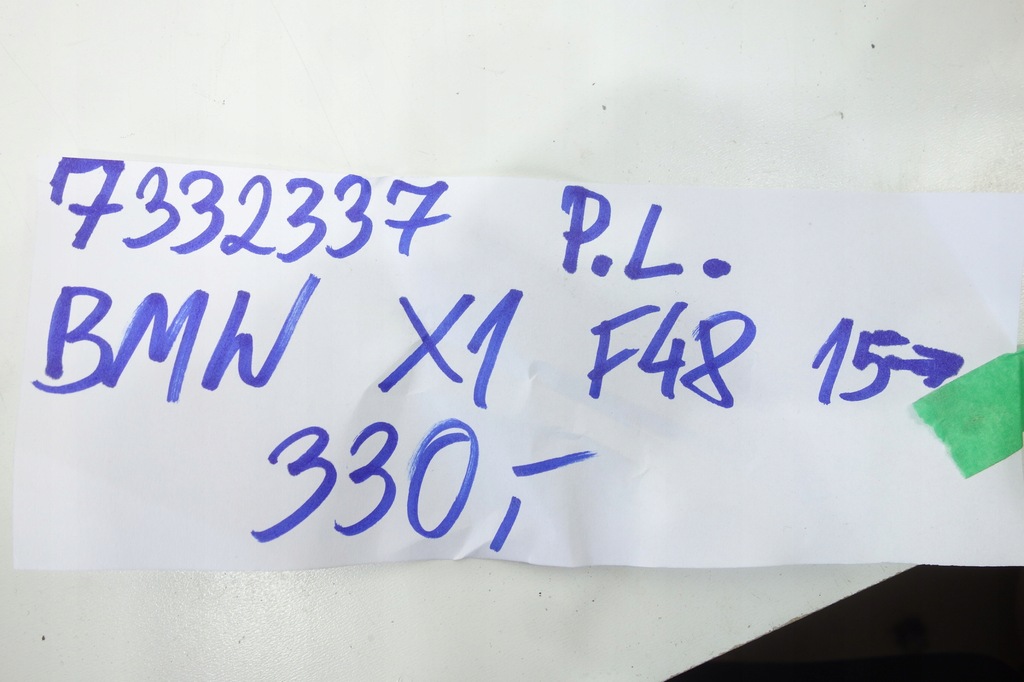 7332337 P.L.
BMW X1 F48 15→
330,-